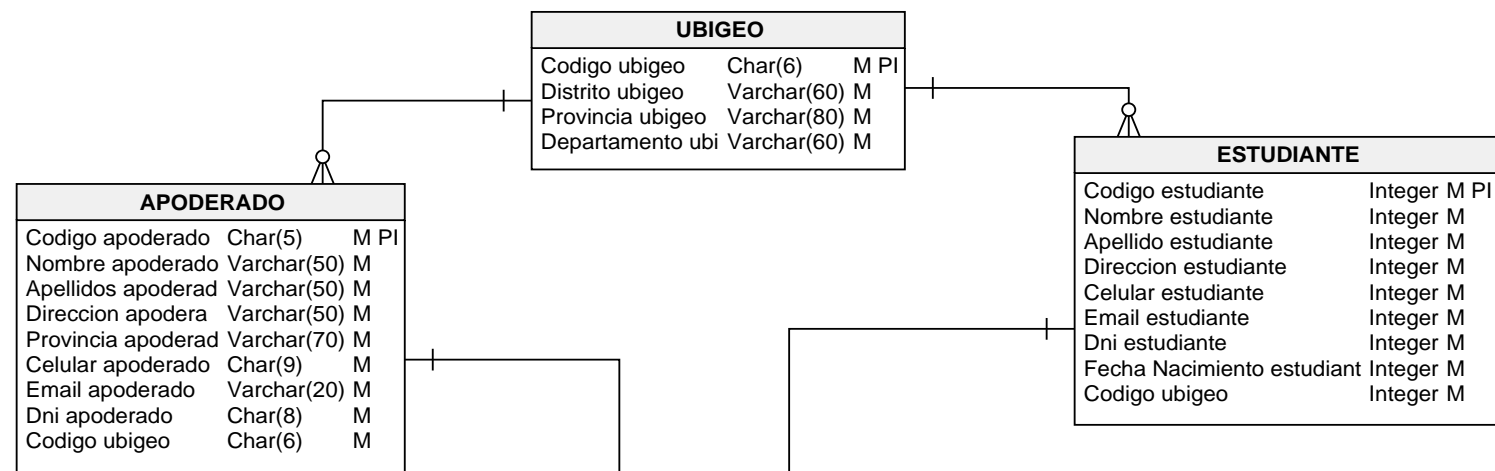 UBIGEO
Codigo ubigeo Char(6) M PI
Distrito ubigeo Varchar(60) M
Provincia ubigeo Varchar(80) M
Departamento ubi Varchar(60) M
APODERADO
Codigo apoderado Char(5) M PI
Nombre apoderado Varchar(50) M
Apellidos apoderad Varchar(50) M
Direccion apodera Varchar(50) M
Provincia apoderad Varchar(70) M
Celular apoderado Char(9) M
Email apoderado Varchar(20) M
Dni apoderado Char(8) M
Codigo ubigeo Char(6) M
ESTUDIANTE
Codigo estudiante Integer M PI
Nombre estudiante Integer M
Apellido estudiante Integer M
Direccion estudiante Integer M
Celular estudiante Integer M
Email estudiante Integer M
Dni estudiante Integer M
Fecha Nacimiento estudiant Integer M
Codigo ubigeo Integer M